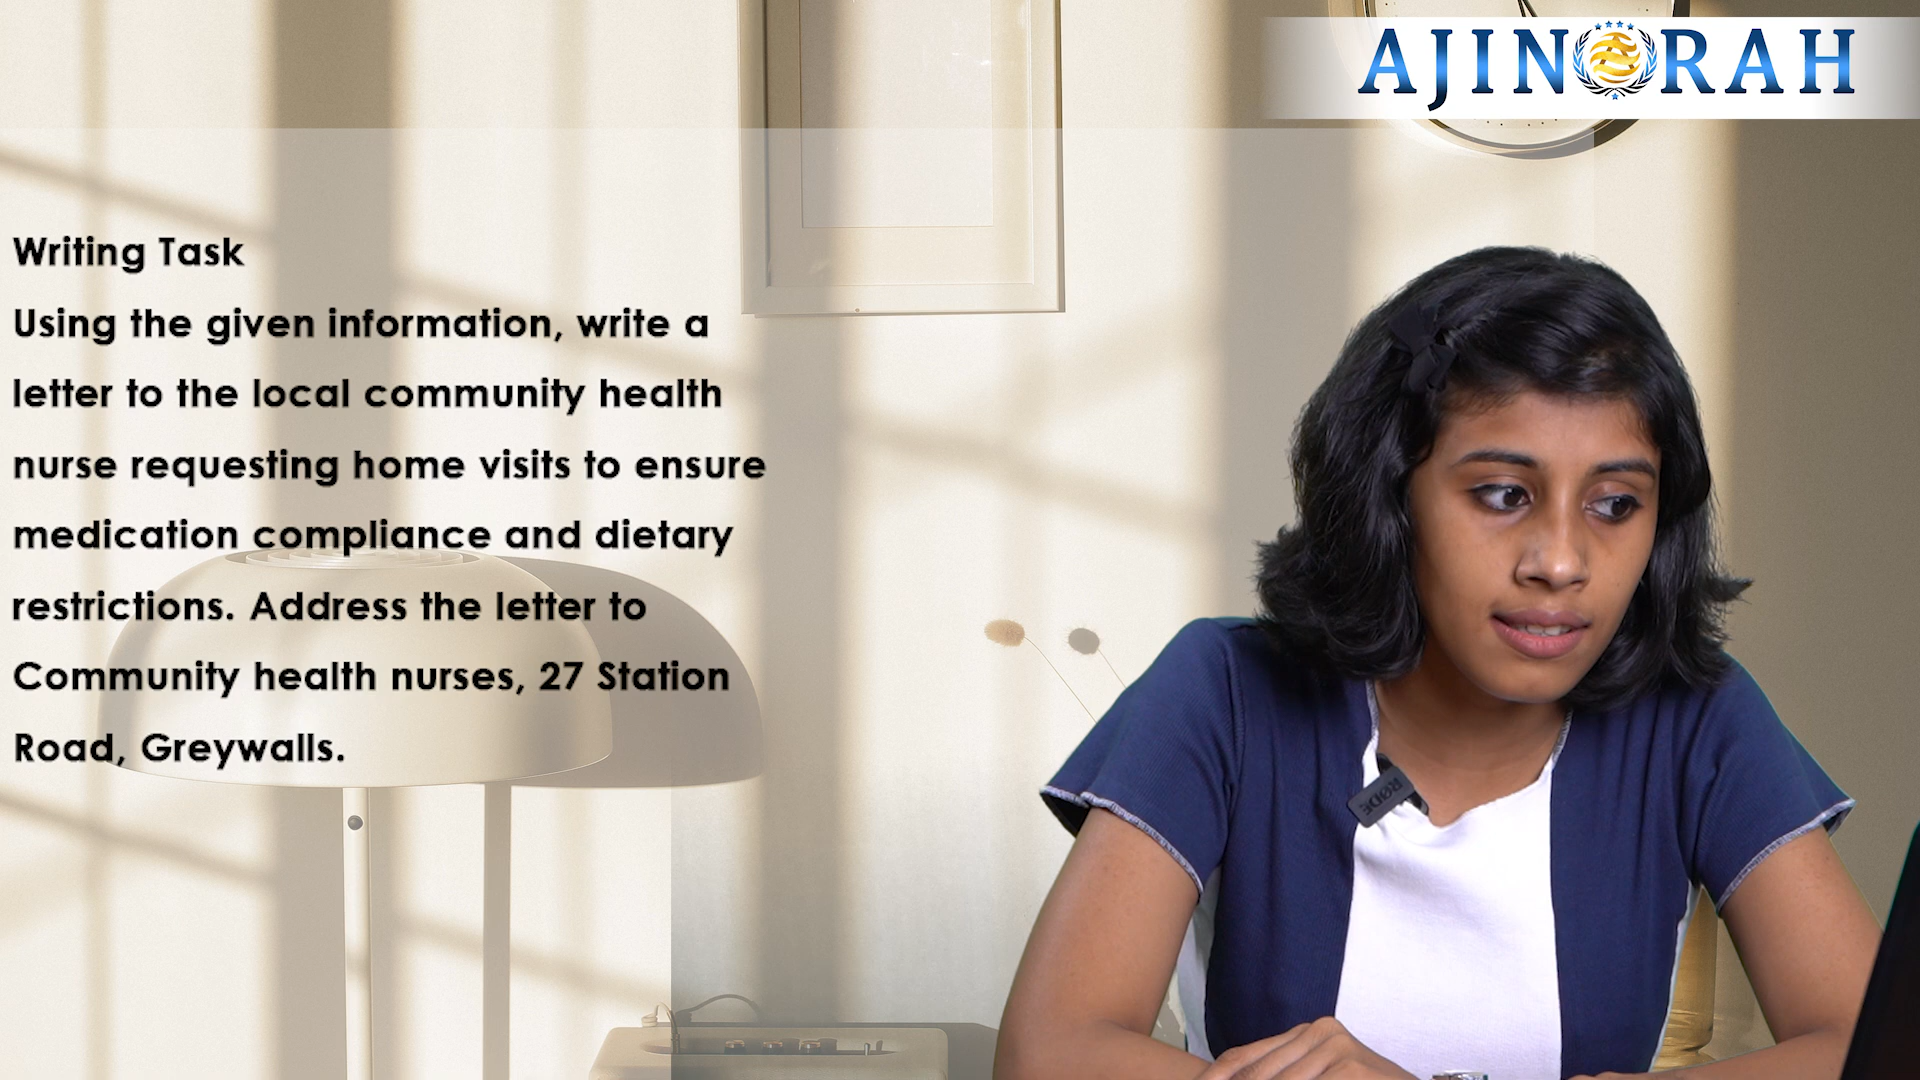 AJINORAH
Writing Task
Using the given information, write a
letter to the local community health
nurse requesting home visits to ensure
medication compliance and dietary
restrictions. Address the letter to
Community health nurses, 27 Station
Road, Greywalls.
RØDE